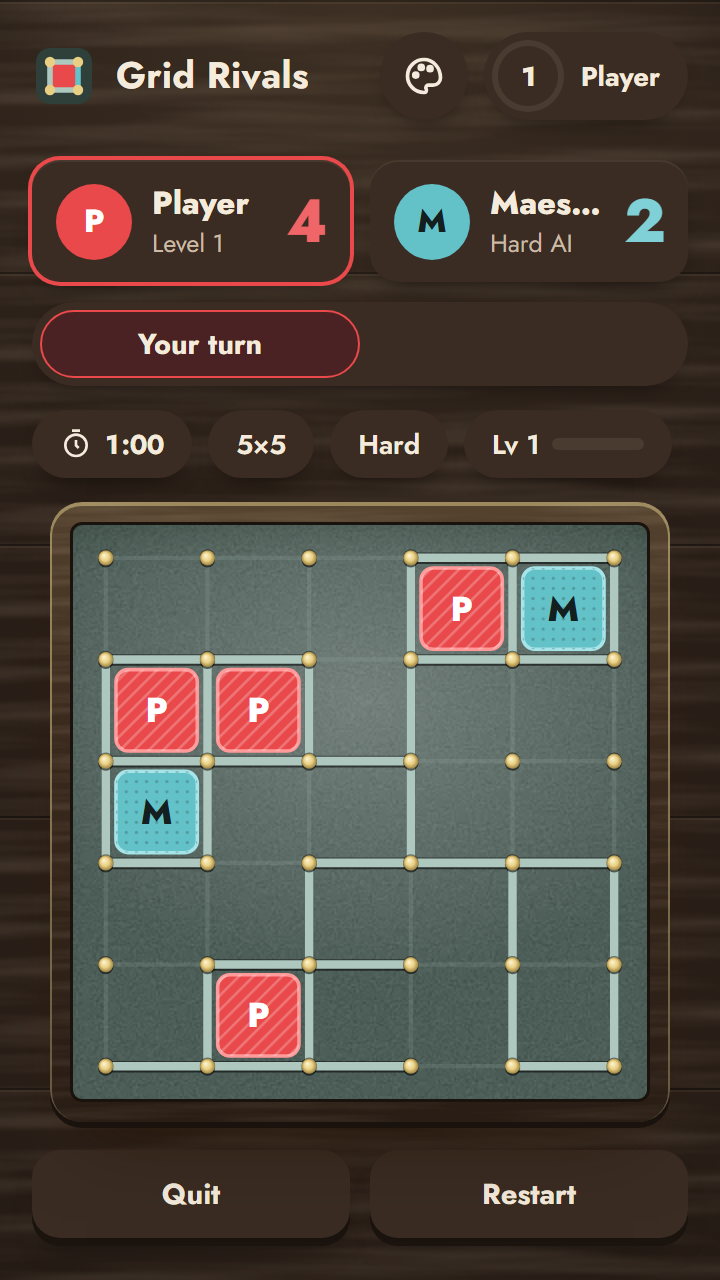 Grid Rivals
1 Player
P Player 4
Level 1
M Maes... 2
Hard AI
Your turn
1:00 5×5 Hard Lv 1
P M
P P
M
P
Quit Restart